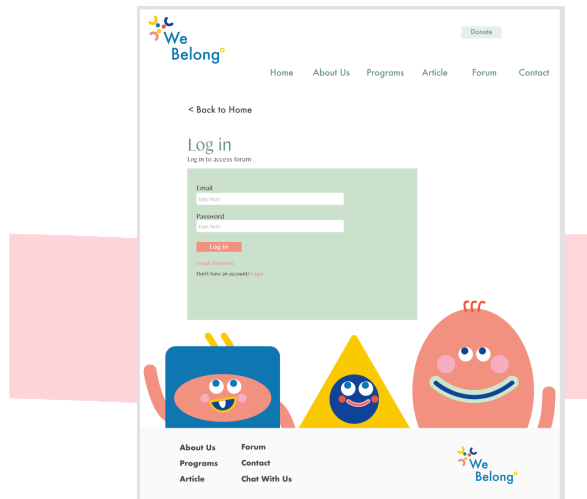 We
Belong
Donate
Home About Us Programs Article Forum Contact
< Back to Home
Log in
Log in to access forum
Email
Type here
Password
Type here
Log in
Forgot Password?
Don't have an account? Login
About Us Forum
Programs Contact
Article Chat With Us
We
Belong